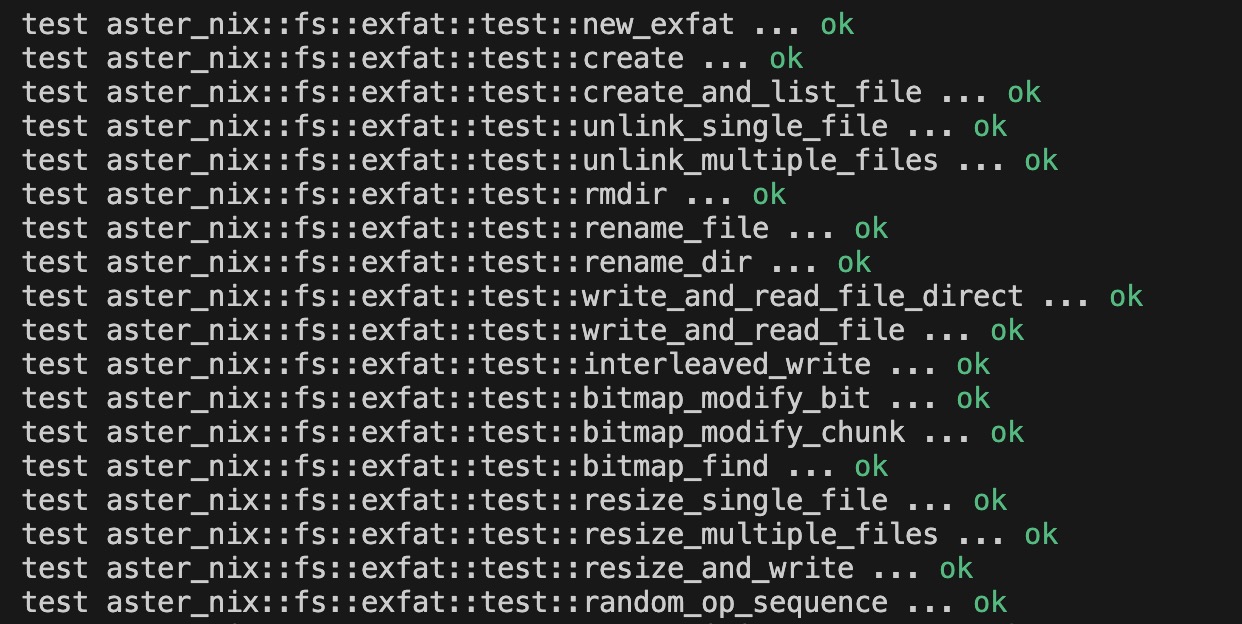 test aster_nix::fs::exfat::test::new_exfat ... ok
test aster_nix::fs::exfat::test::create ... ok
test aster_nix::fs::exfat::test::create_and_list_file ... ok
test aster_nix::fs::exfat::test::unlink_single_file ... ok
test aster_nix::fs::exfat::test::unlink_multiple_files ... ok
test aster_nix::fs::exfat::test::rmdir ... ok
test aster_nix::fs::exfat::test::rename_file ... ok
test aster_nix::fs::exfat::test::rename_dir ... ok
test aster_nix::fs::exfat::test::write_and_read_file_direct ... ok
test aster_nix::fs::exfat::test::write_and_read_file ... ok
test aster_nix::fs::exfat::test::interleaved_write ... ok
test aster_nix::fs::exfat::test::bitmap_modify_bit ... ok
test aster_nix::fs::exfat::test::bitmap_modify_chunk ... ok
test aster_nix::fs::exfat::test::bitmap_find ... ok
test aster_nix::fs::exfat::test::resize_single_file ... ok
test aster_nix::fs::exfat::test::resize_multiple_files ... ok
test aster_nix::fs::exfat::test::resize_and_write ... ok
test aster_nix::fs::exfat::test::random_op_sequence ... ok